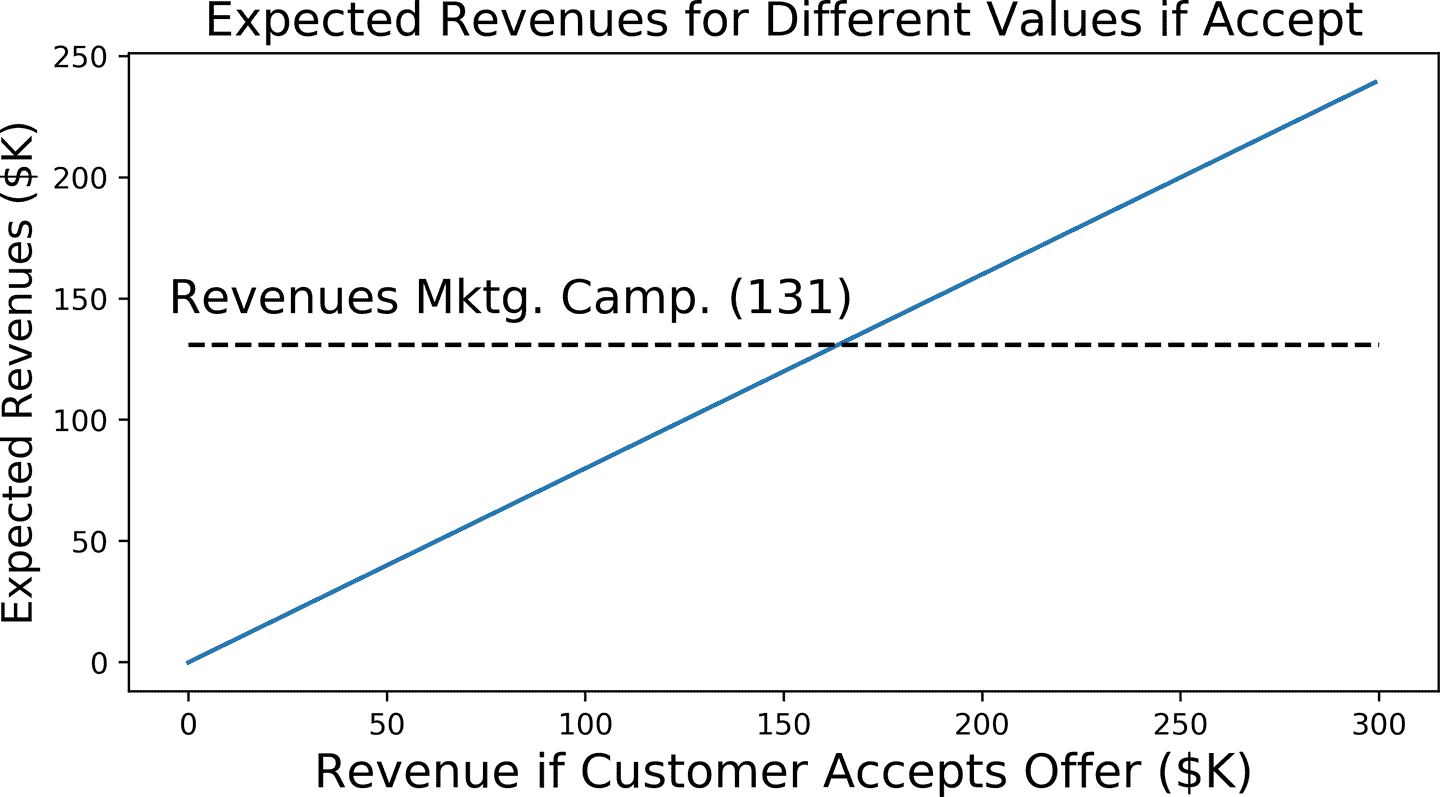 Expected Revenues for Different Values if Accept
Expected Revenues ($K)
250
200
150
100
50
0
Revenues Mktg. Camp. (131)
0 50 100 150 200 250 300
Revenue if Customer Accepts Offer ($K)